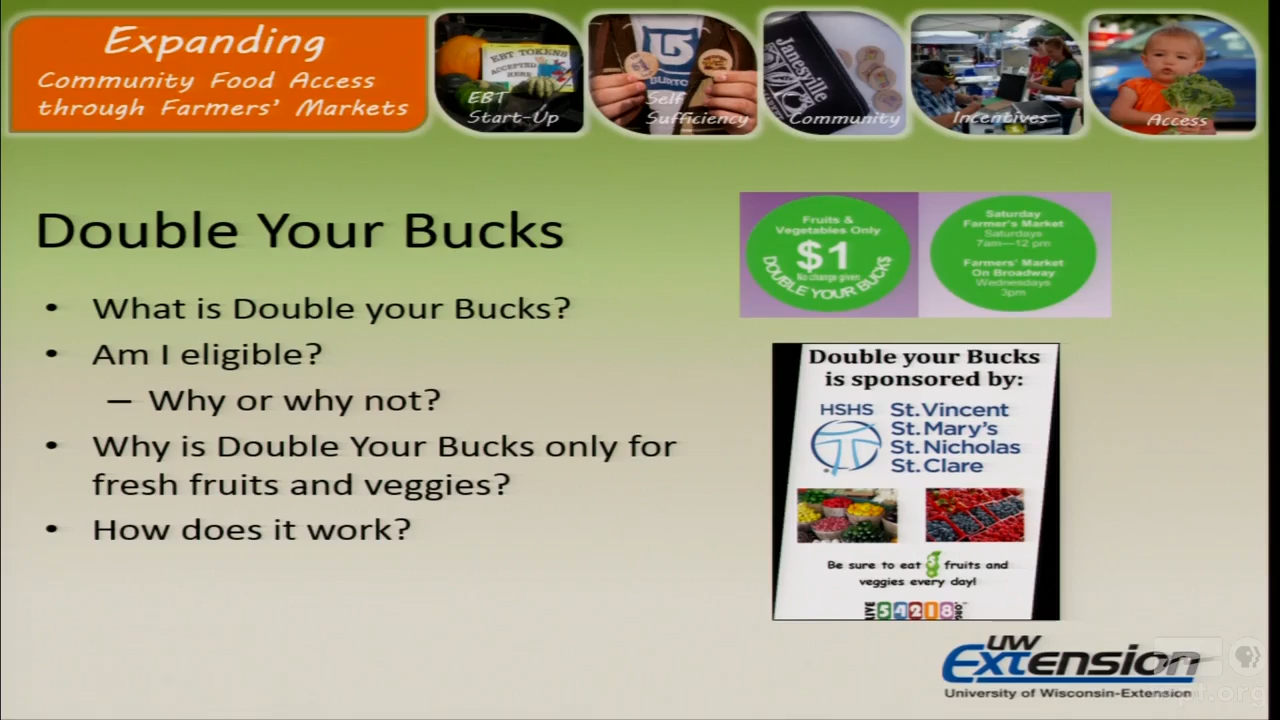 Expanding
Community Food Access
through Farmers' Markets
EBT TOKENS
ACCEPTED
HERE
EBT
Start-Up
BURTO
Self
Sufficiency
Janesville
Community
Incentives
Access
Double Your Bucks
• What is Double your Bucks?
• Am I eligible?
– Why or why not?
• Why is Double Your Bucks only for
fresh fruits and veggies?
• How does it work?
Fruits &
Vegetables Only
$1
No change given
DOUBLE YOUR BUCKS
Saturday
Farmer's Market
Saturdays
7am—12 pm
Farmers' Market
On Broadway
Wednesdays
3pm
Double your Bucks
is sponsored by:
HSHS
St.Vincent
St.Mary's
St.Nicholas
St.Clare
Be sure to eat 5 fruits and
veggies every day!
LIVE 54218
UW
Extension
University of Wisconsin-Extension
wpt.org